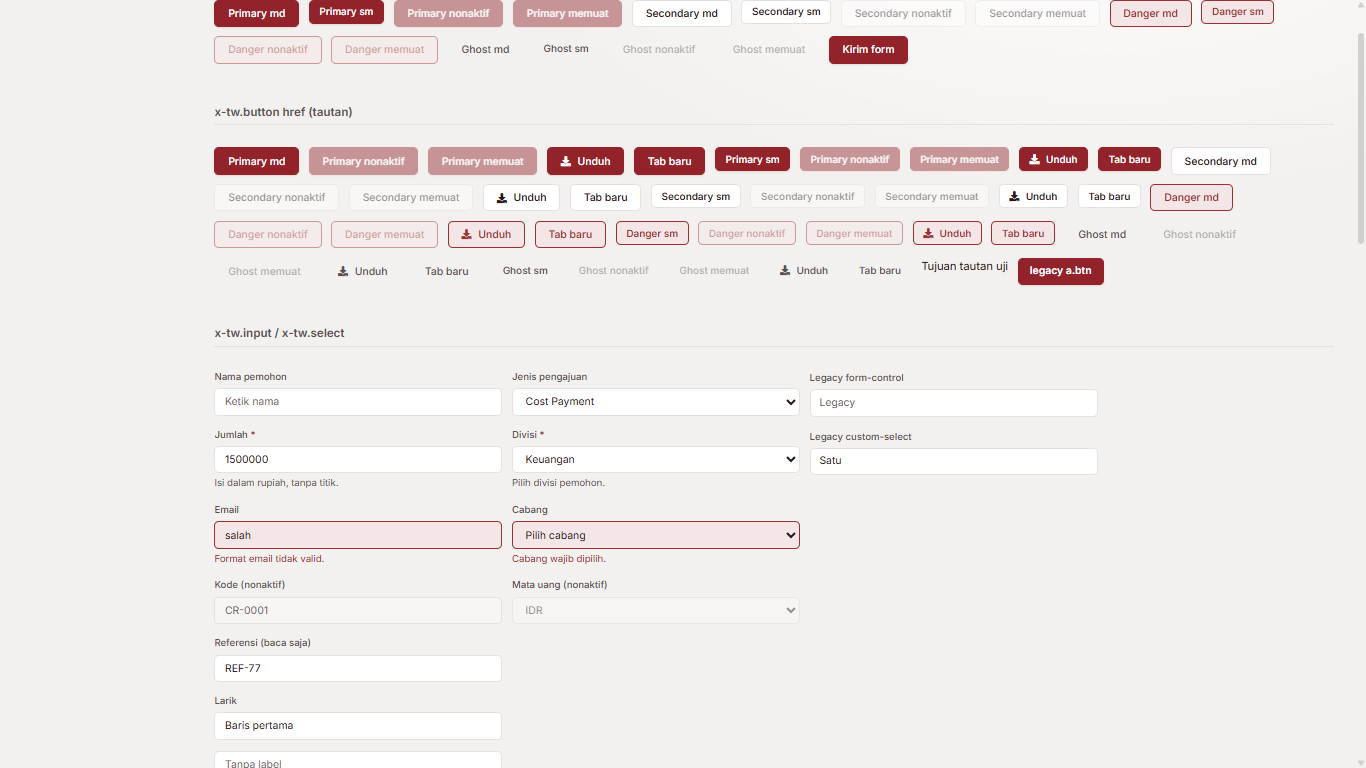 Primary md Primary sm Primary nonaktif Primary memuat Secondary md Secondary sm Secondary nonaktif Secondary memuat Danger md Danger sm
Danger nonaktif Danger memuat Ghost md Ghost sm Ghost nonaktif Ghost memuat Kirim form
x-tw.button href (tautan)
Primary md Primary nonaktif Primary memuat Unduh Tab baru Primary sm Primary nonaktif Primary memuat Unduh Tab baru Secondary md
Secondary nonaktif Secondary memuat Unduh Tab baru Secondary sm Secondary nonaktif Secondary memuat Unduh Tab baru Danger md
Danger nonaktif Danger memuat Unduh Tab baru Danger sm Danger nonaktif Danger memuat Unduh Tab baru Ghost md Ghost nonaktif
Ghost memuat Unduh Tab baru Ghost sm Ghost nonaktif Ghost memuat Unduh Tab baru Tujuan tautan uji legacy a.btn
x-tw.input / x-tw.select
Nama pemohon Jenis pengajuan Legacy form-control
Ketik nama Cost Payment Legacy
Jumlah * Divisi * Legacy custom-select
1500000 Keuangan Satu
Isi dalam rupiah, tanpa titik. Pilih divisi pemohon.
Email Cabang
salah Pilih cabang
Format email tidak valid. Cabang wajib dipilih.
Kode (nonaktif) Mata uang (nonaktif)
CR-0001 IDR
Referensi (baca saja)
REF-77
Larik
Baris pertama
Tanpa label